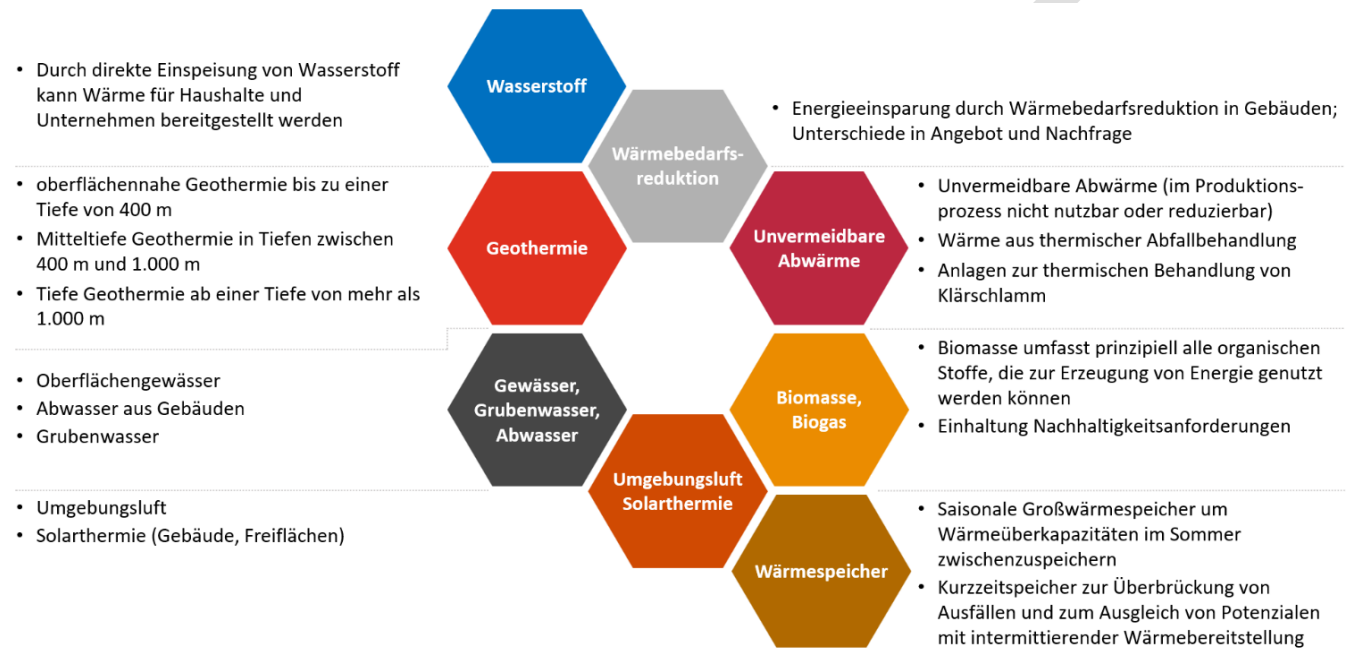 • Durch direkte Einspeisung von Wasserstoff
kann Wärme für Haushalte und
Unternehmen bereitgestellt werden
Wasserstoff
Wärmebedarfs-
reduktion
• Energieeinsparung durch Wärmebedarfsreduktion in Gebäuden;
Unterschiede in Angebot und Nachfrage
• oberflächennahe Geothermie bis zu einer
Tiefe von 400 m
• Mitteltiefe Geothermie in Tiefen zwischen
400 m und 1.000 m
• Tiefe Geothermie ab einer Tiefe von mehr als
1.000 m
Geothermie
Unvermeidbare
Abwärme
• Unvermeidbare Abwärme (im Produktions-
prozess nicht nutzbar oder reduzierbar)
• Wärme aus thermischer Abfallbehandlung
• Anlagen zur thermischen Behandlung von
Klärschlamm
• Oberflächengewässer
• Abwasser aus Gebäuden
• Grubenwasser
Gewässer,
Grubenwasser,
Abwasser
Biomasse,
Biogas
• Biomasse umfasst prinzipiell alle organischen
Stoffe, die zur Erzeugung von Energie genutzt
werden können
• Einhaltung Nachhaltigkeitsanforderungen
• Umgebungsluft
• Solarthermie (Gebäude, Freiflächen)
Umgebungsluft
Solarthermie
Wärmespeicher
• Saisonale Großwärmespeicher um
Wärmeüberkapazitäten im Sommer
zwischenzuspeichern
• Kurzzeitspeicher zur Überbrückung von
Ausfällen und zum Ausgleich von Potenzialen
mit intermittierender Wärmebereitstellung